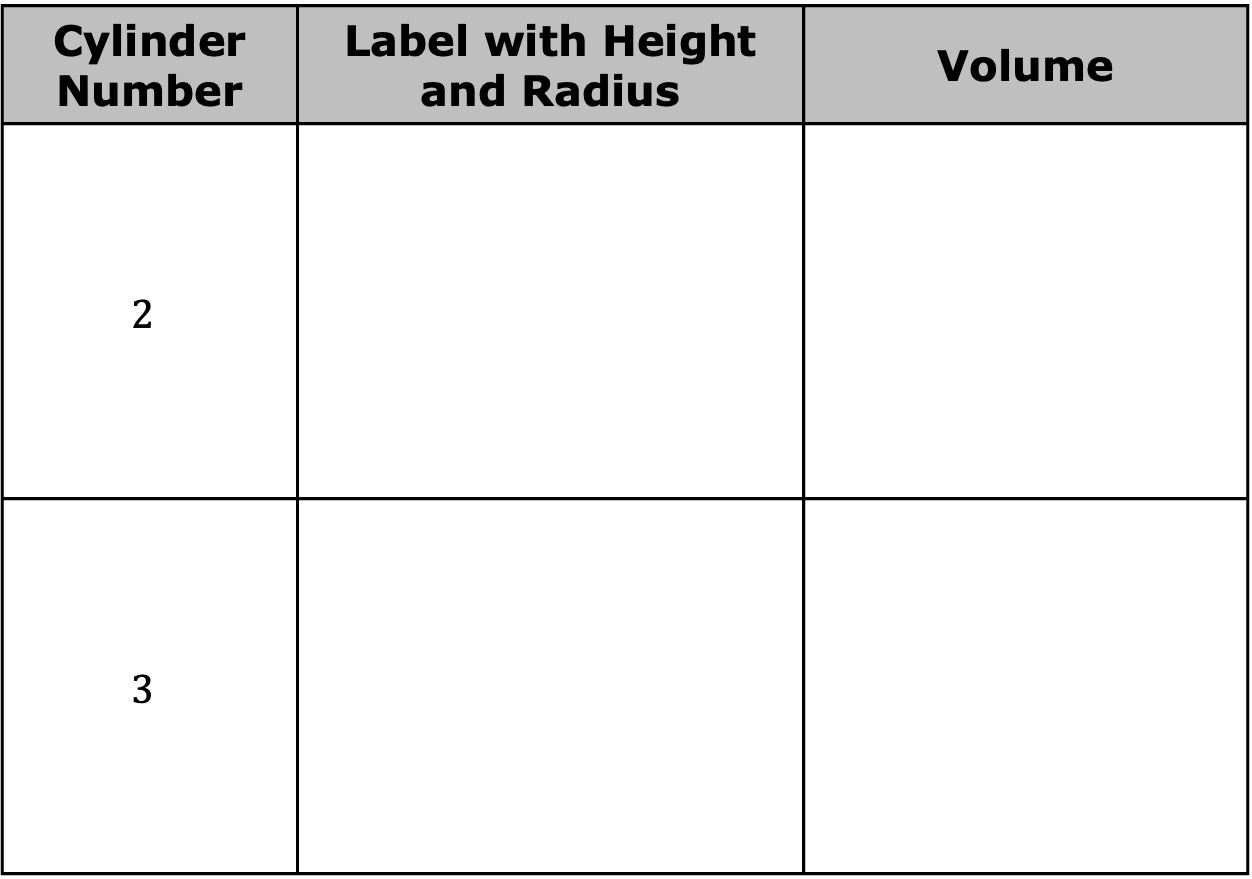 Cylinder
Number
Label with Height
and Radius
Volume
2
3